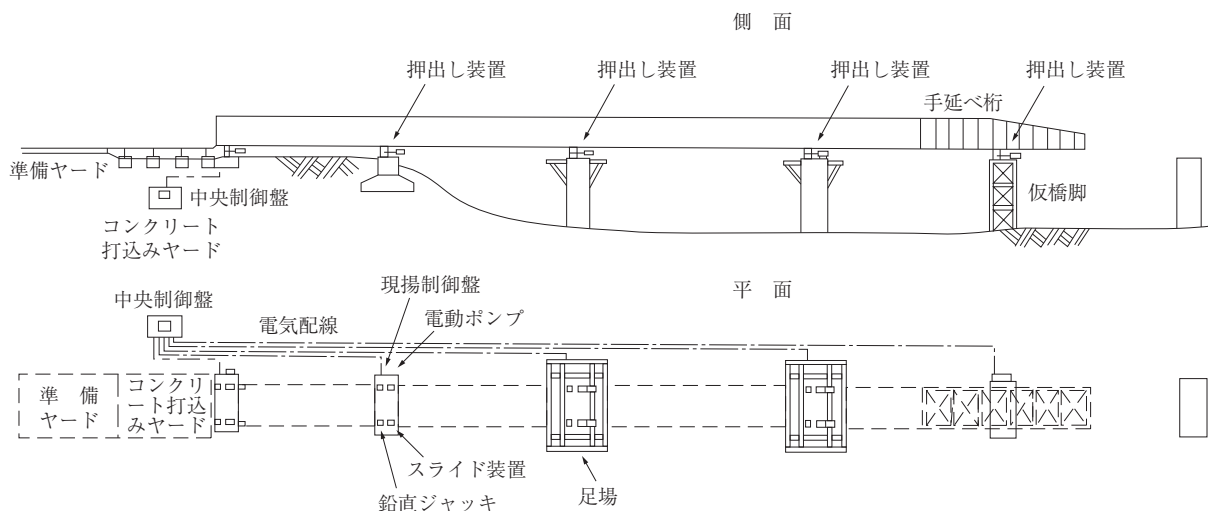 側 面
押出し装置
押出し装置
押出し装置
押出し装置
手延べ桁
準備ヤード
中央制御盤
仮橋脚
コンクリート
打込みヤード
平 面
現揚制御盤
中央制御盤
電気配線
電動ポンプ
準 備
ヤード
コンクリ
ート打込
みヤード
スライド装置
鉛直ジャッキ
足場